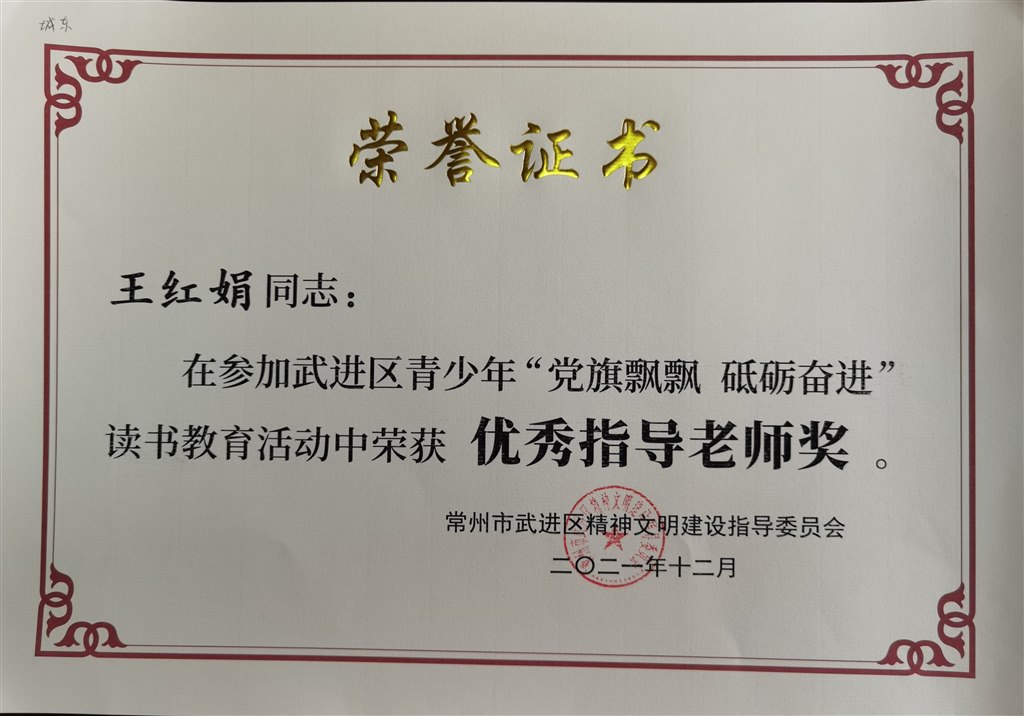 城东
荣誉证书
王红娟同志：
在参加武进区青少年“党旗飘飘 砥砺奋进”
读书教育活动中荣获 优秀指导老师奖 。
常州市武进区精神文明建设指导委员会
二〇二一年十二月